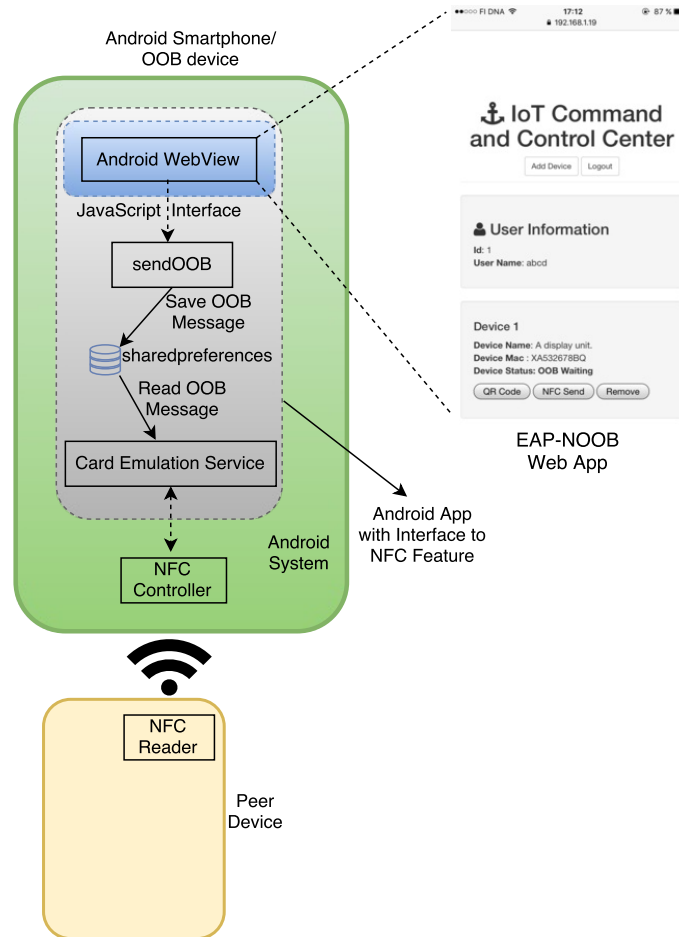 Android Smartphone/
OOB device
Android WebView
JavaScript Interface
sendOOB
Save OOB
Message
sharedpreferences
Read OOB
Message
Card Emulation Service
Android
System
NFC
Controller
NFC
Reader
Peer
Device
FI DNA
17:12
87 %
192.168.1.19
IoT Command
and Control Center
Add Device
Logout
User Information
Id: 1
User Name: abcd
Device 1
Device Name: A display unit.
Device Mac : XA532678BQ
Device Status: OOB Waiting
QR Code
NFC Send
Remove
EAP-NOOB
Web App
Android App
with Interface to
NFC Feature